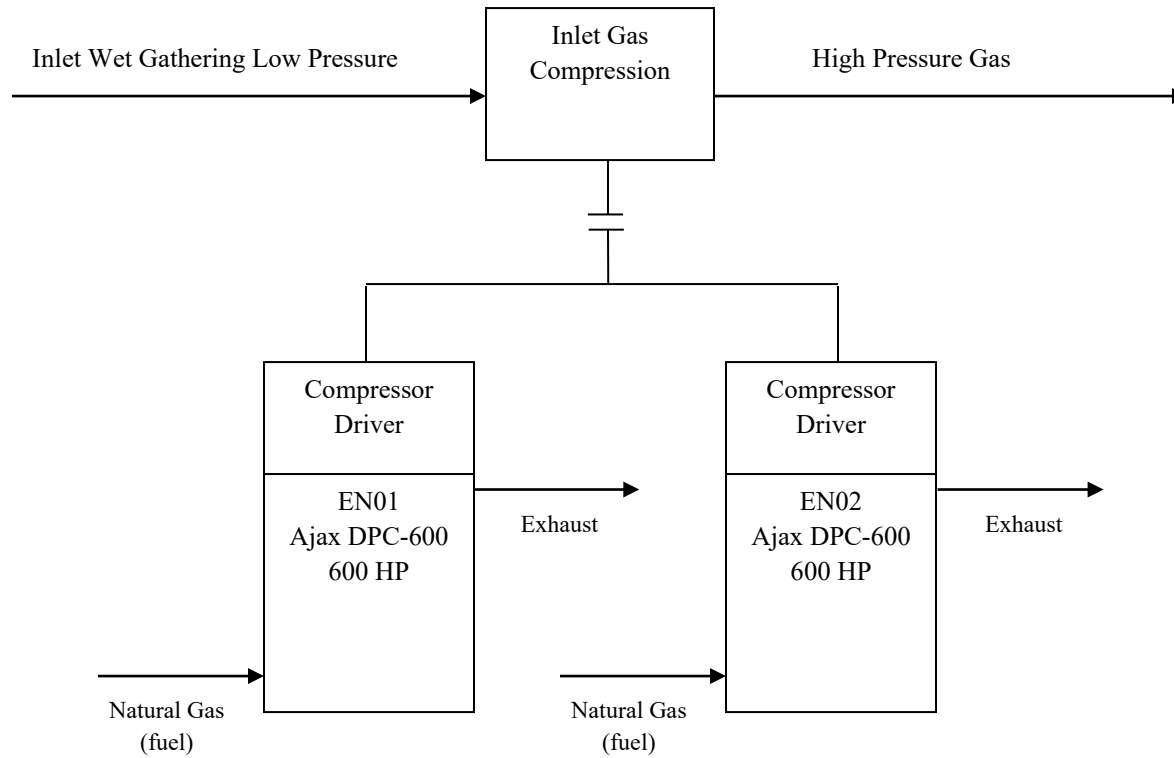 Inlet Wet Gathering Low Pressure
Inlet Gas
Compression
High Pressure Gas
Compressor
Driver
EN01
Ajax DPC-600
600 HP
Exhaust
Natural Gas
(fuel)
Compressor
Driver
EN02
Ajax DPC-600
600 HP
Exhaust
Natural Gas
(fuel)